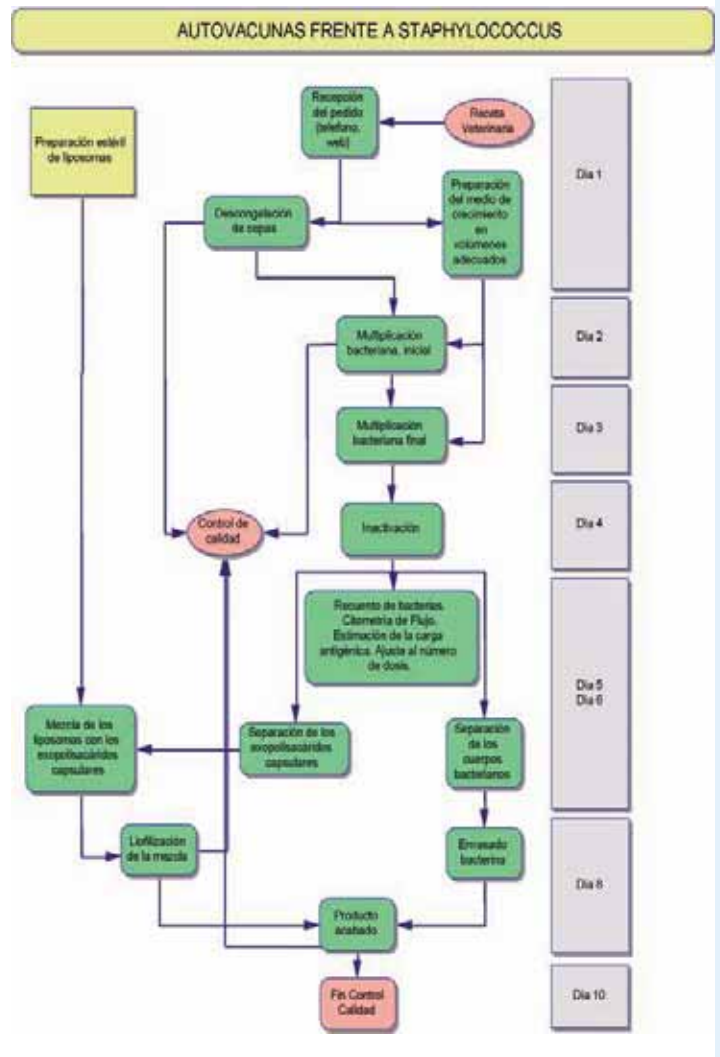 AUTOVACUNAS FRENTE A STAPHYLOCOCCUS
Recepción
del pedido
(telefono,
web)
Receta
Veterinaria
Preparación estéril
de liposomas
Día 1
Preparación
del medio de
crecimiento
en
volúmenes
adecuados
Descongelación
de cepas
Multiplicación
bacteriana, inicial
Día 2
Multiplicación
bacteriana final
Día 3
Control de
calidad
Inactivación
Día 4
Recuento de bacterias.
Citometría de Flujo.
Estimación de la carga
antigénica. Ajuste al número
de dosis.
Día 5
Día 6
Mezcla de los
liposomas con los
exopolisacáridos
capsulares
Separación de los
exopolisacáridos
capsulares
Separación
de los
cuerpos
bacterianos
Liofilización
de la mezcla
Envasado
bacterina
Día 8
Producto
acabado
Fin Control
Calidad
Día 10